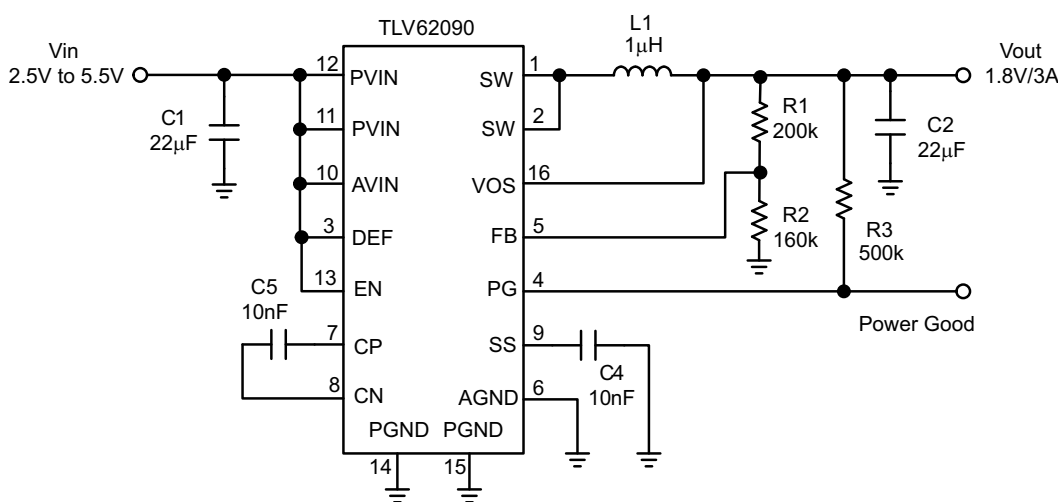 TLV62090
Vin
2.5V to 5.5V
12
PVIN
11
PVIN
10
AVIN
3
DEF
13
EN
7
CP
8
CN
C1
22μF
C5
10nF
PGND
PGND
14
15
1
SW
2
SW
16
VOS
5
FB
4
PG
9
SS
6
AGND
L1
1μH
R1
200k
R2
160k
R3
500k
C2
22μF
C4
10nF
Vout
1.8V/3A
Power Good